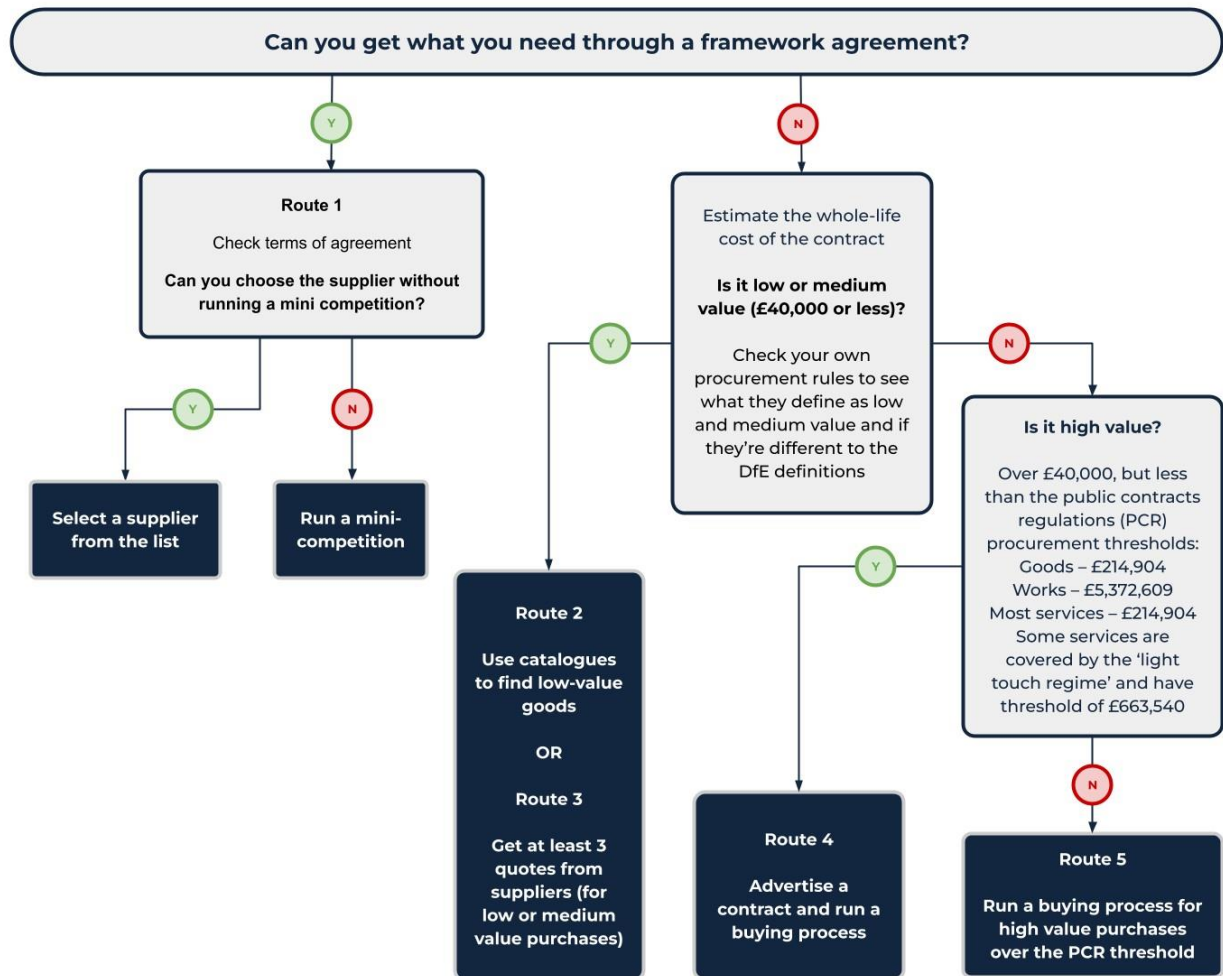 Can you get what you need through a framework agreement?
Y
N
Route 1
Check terms of agreement
Can you choose the supplier without
running a mini competition?
Y
N
Select a supplier
from the list
Run a mini-
competition
Estimate the whole-life
cost of the contract
Is it low or medium
value (£40,000 or less)?
Check your own
procurement rules to see
what they define as low
and medium value and if
they’re different to the
DfE definitions
Y
N
Route 2
Use catalogues
to find low-value
goods
OR
Route 3
Get at least 3
quotes from
suppliers (for
low or medium
value purchases)
Is it high value?
Over £40,000, but less
than the public contracts
regulations (PCR)
procurement thresholds:
Goods – £214,904
Works – £5,372,609
Most services – £214,904
Some services are
covered by the ‘light
touch regime’ and have
threshold of £663,540
Y
N
Route 4
Advertise a
contract and run a
buying process
Route 5
Run a buying process for
high value purchases
over the PCR threshold